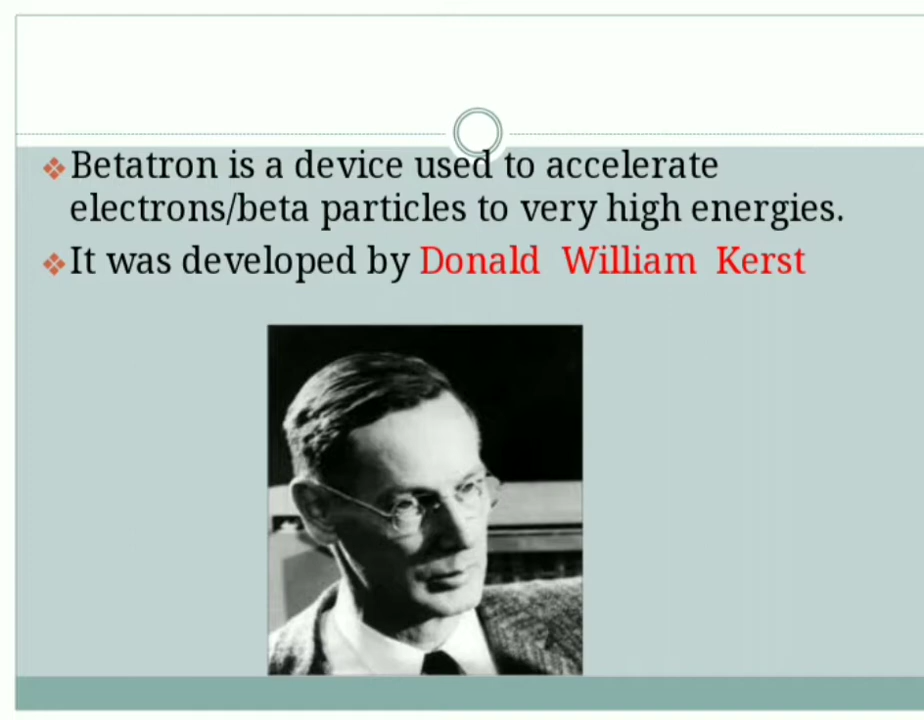 Betatron is a device used to accelerate
electrons/beta particles to very high energies.
It was developed by Donald William Kerst